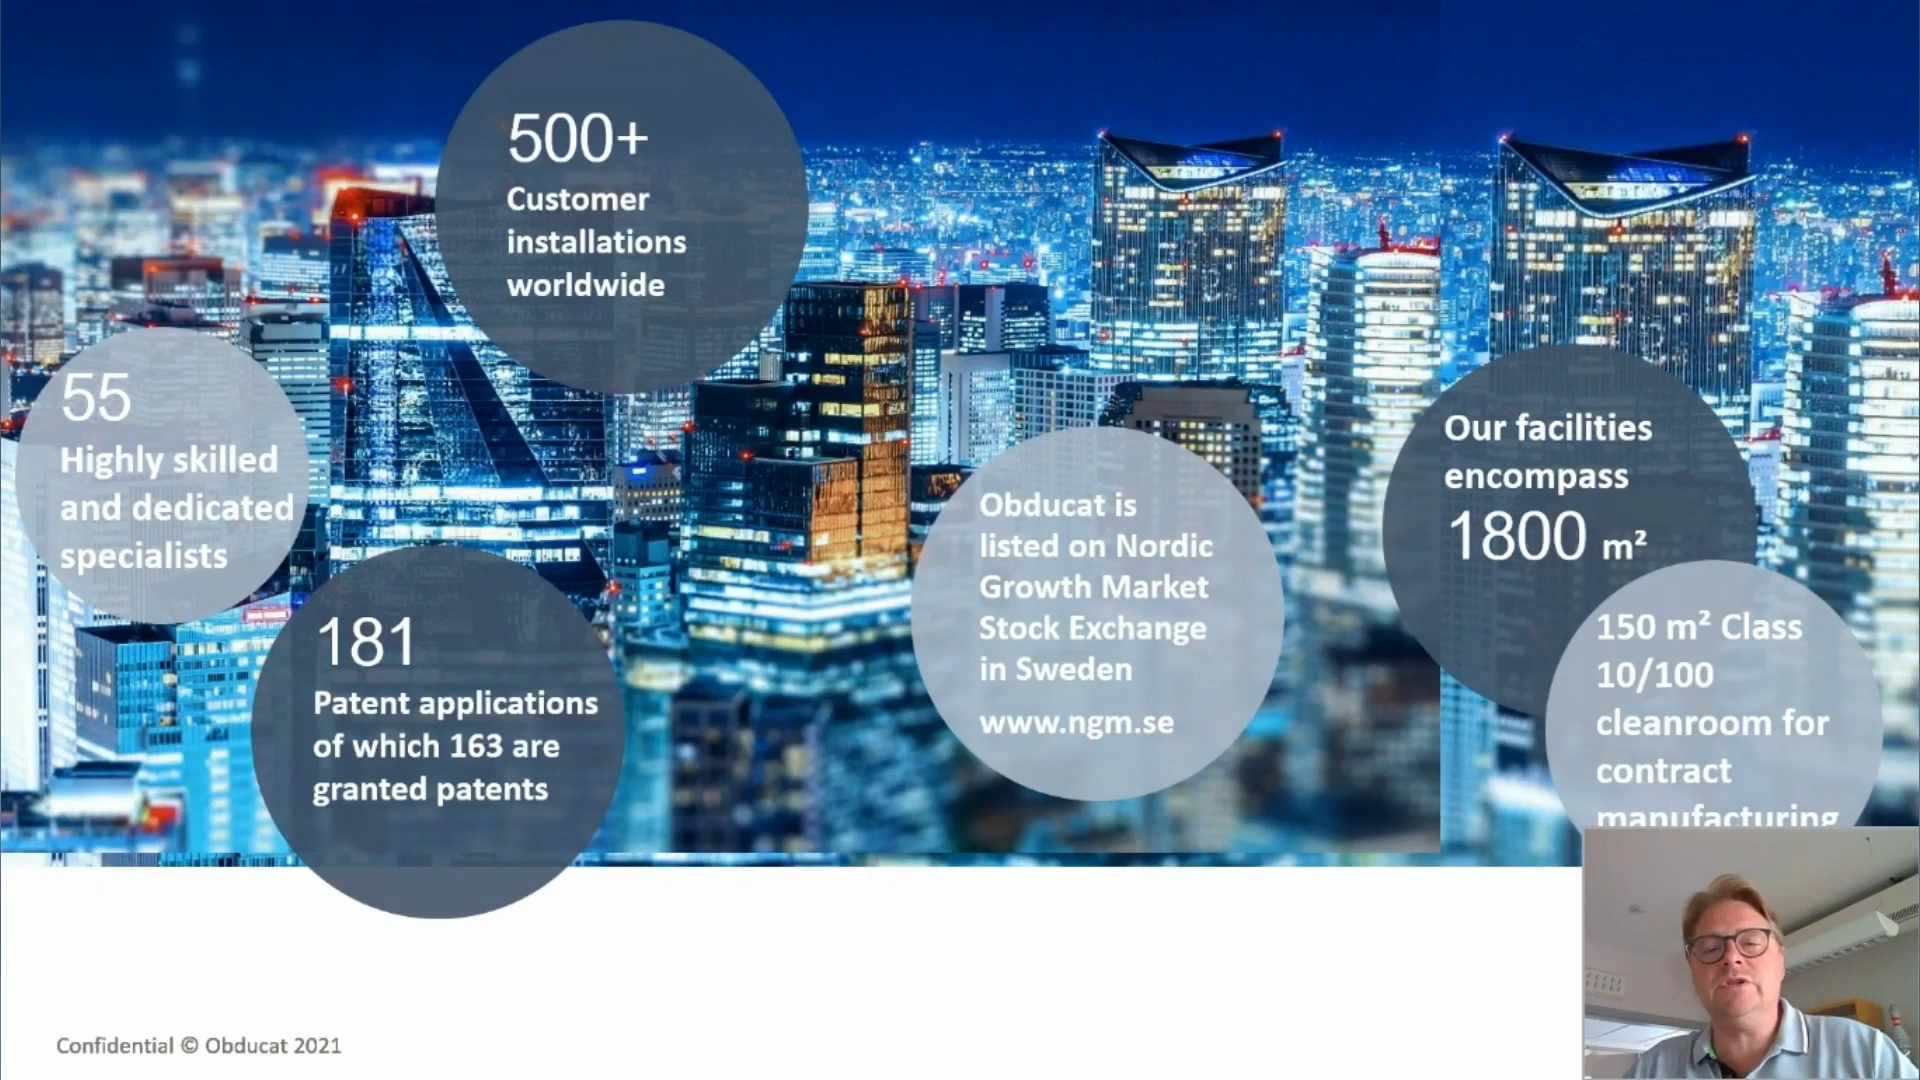 500+
Customer
installations
worldwide
55
Highly skilled
and dedicated
specialists
181
Patent applications
of which 163 are
granted patents
Obducat is
listed on Nordic
Growth Market
Stock Exchange
in Sweden
www.ngm.se
Our facilities
encompass
1800 m²
150 m² Class
10/100
cleanroom for
contract
manufacturing
Confidential © Obducat 2021